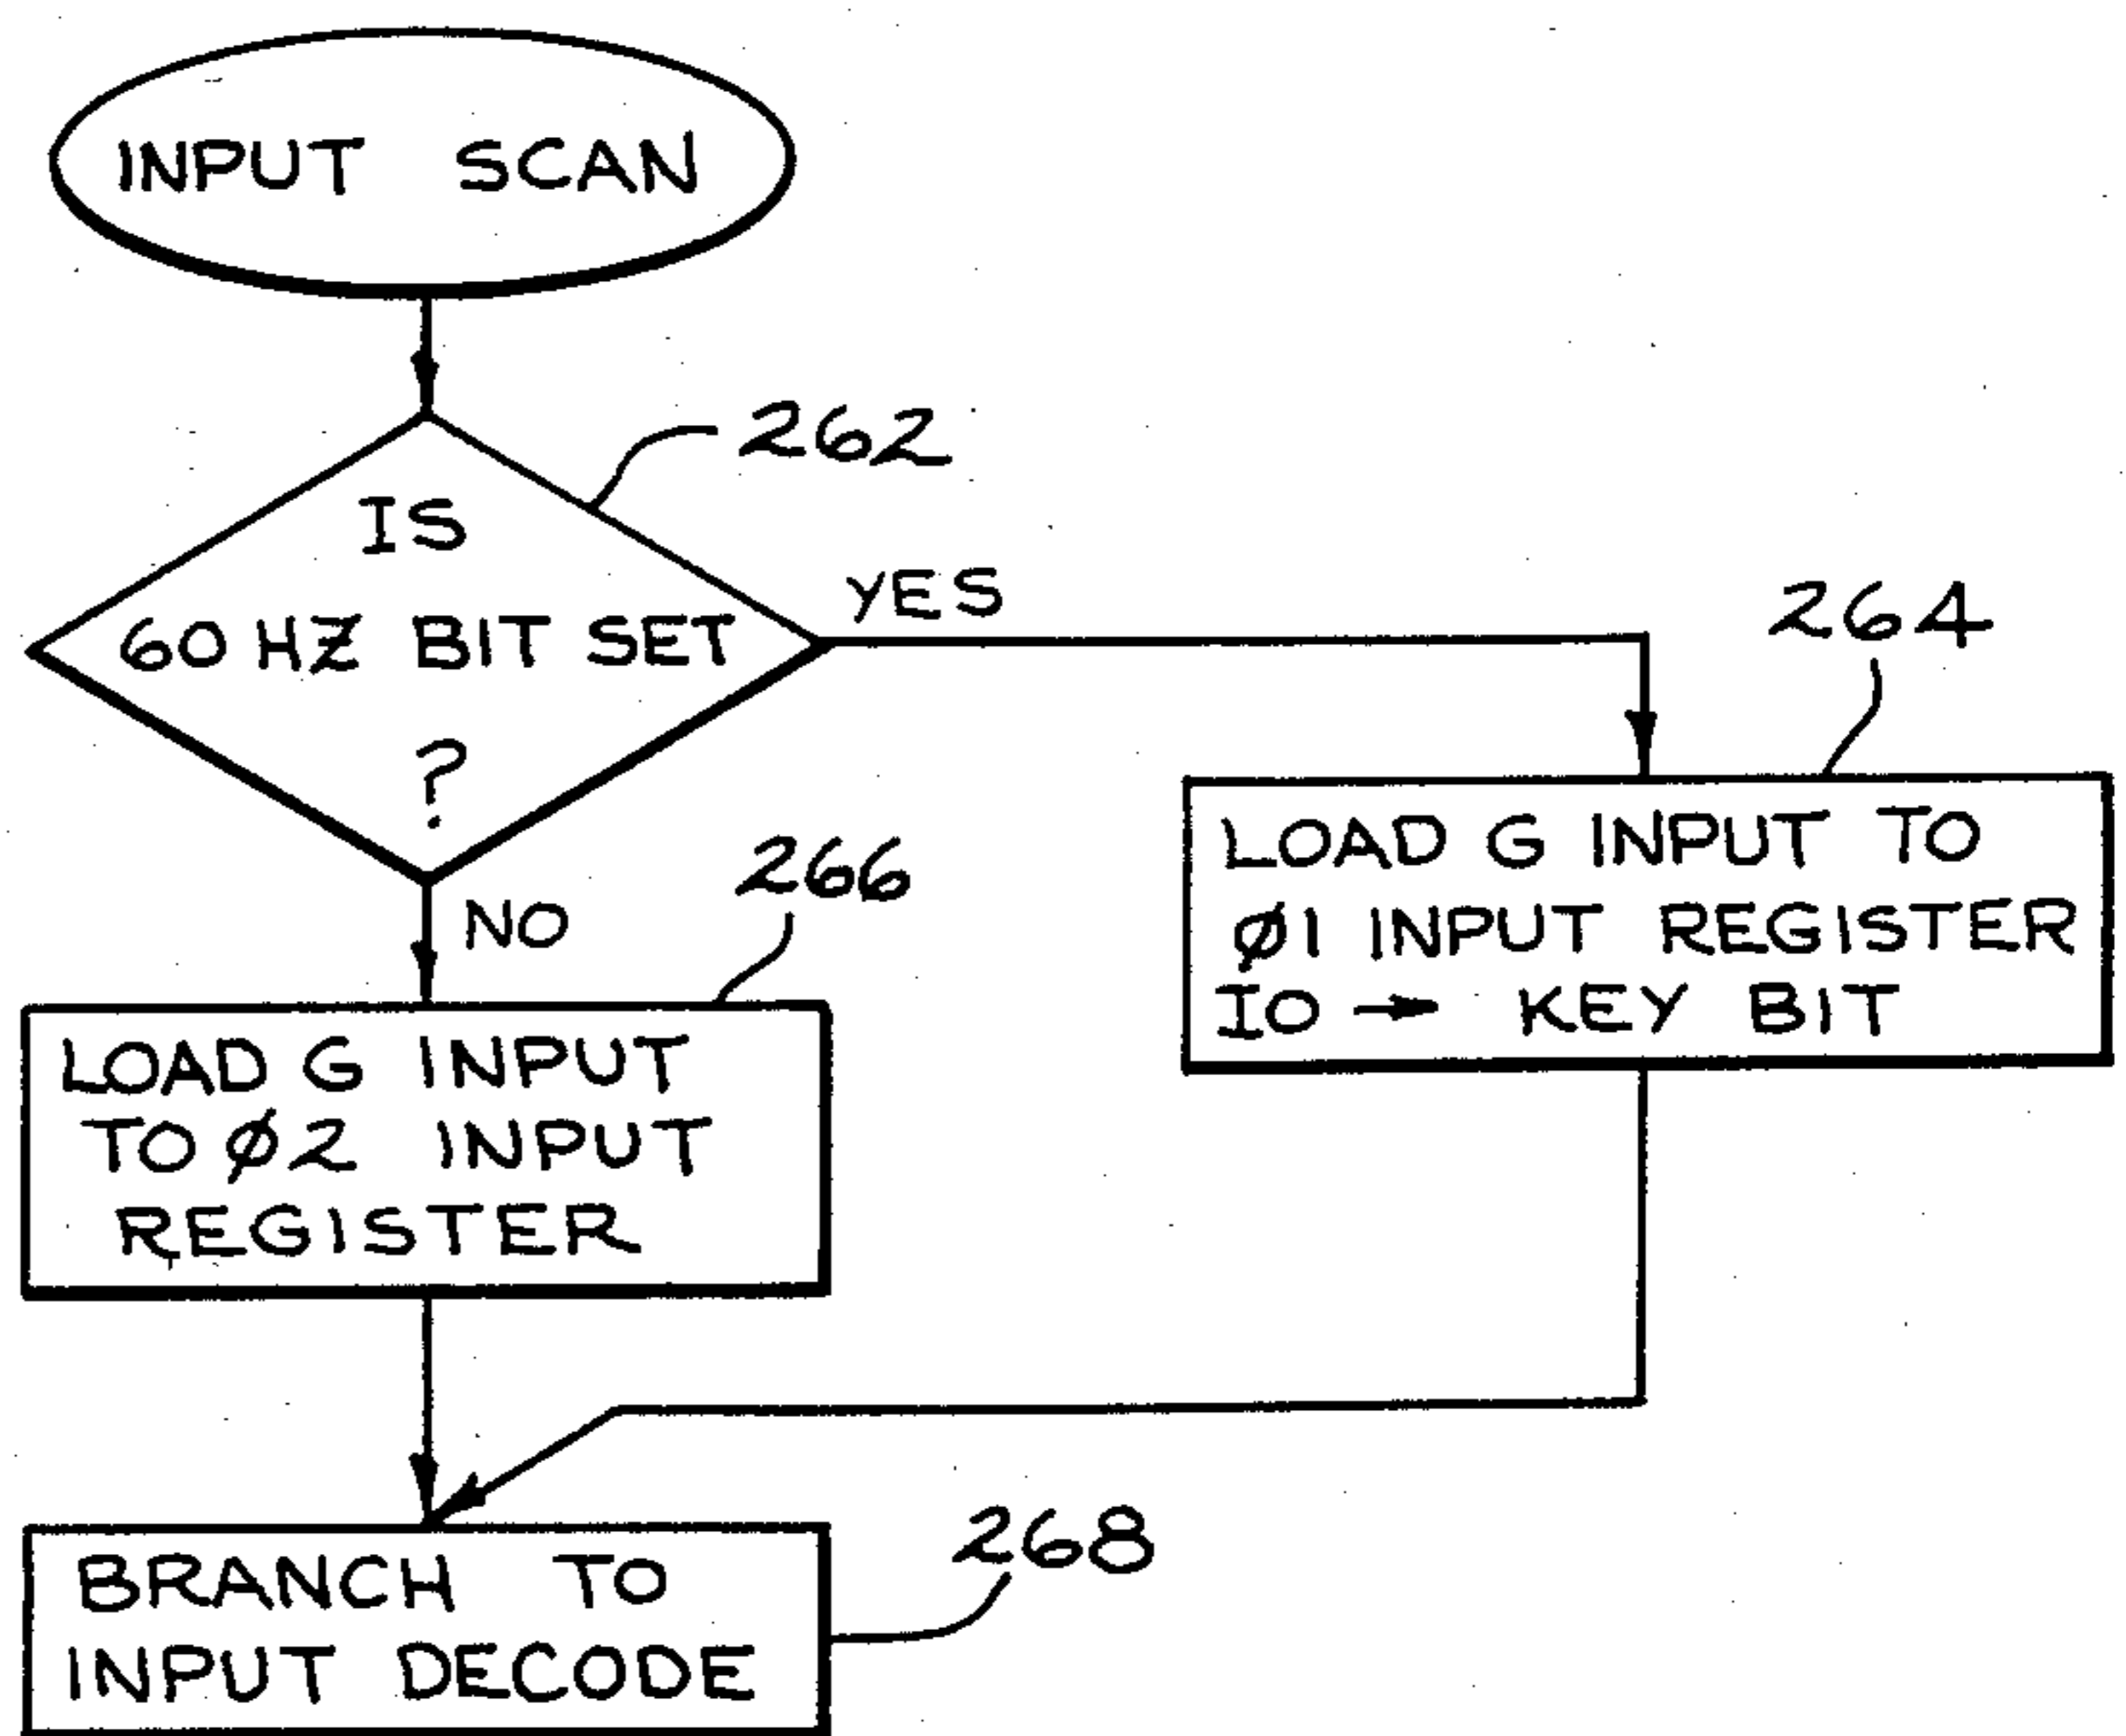 INPUT SCAN
262
IS
60 HZ BIT SET
?
YES
264
LOAD G INPUT TO
Ø1 INPUT REGISTER
IO → KEY BIT
NO
266
LOAD G INPUT
TO Ø2 INPUT
REGISTER
268
BRANCH TO
INPUT DECODE